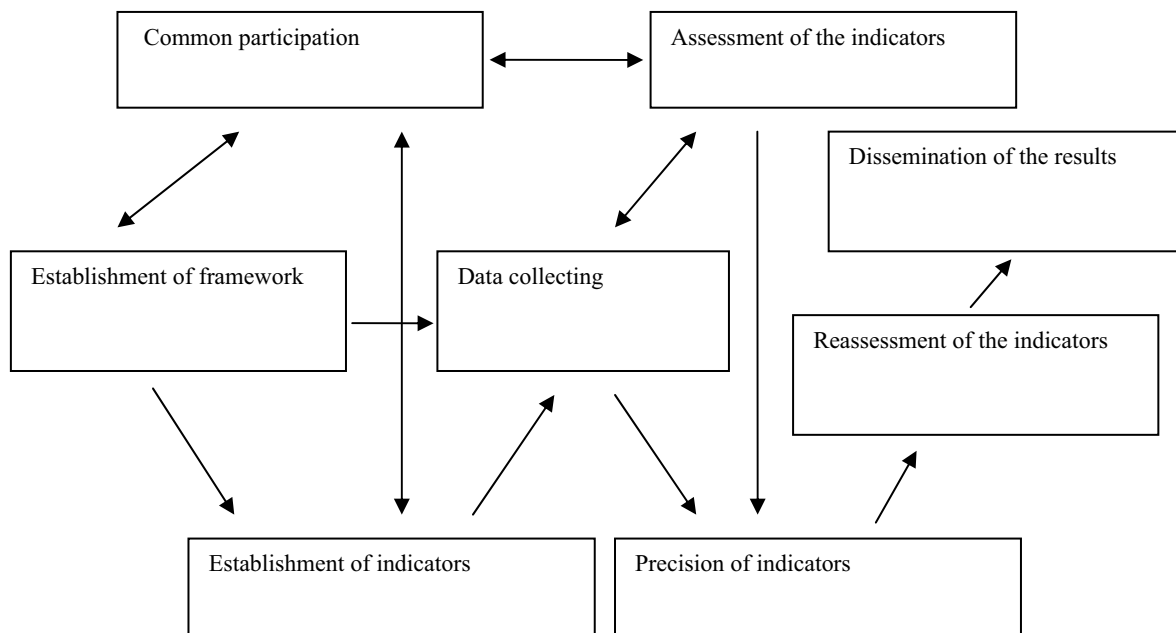 Common participation
Assessment of the indicators
Dissemination of the results
Establishment of framework
Data collecting
Reassessment of the indicators
Establishment of indicators
Precision of indicators